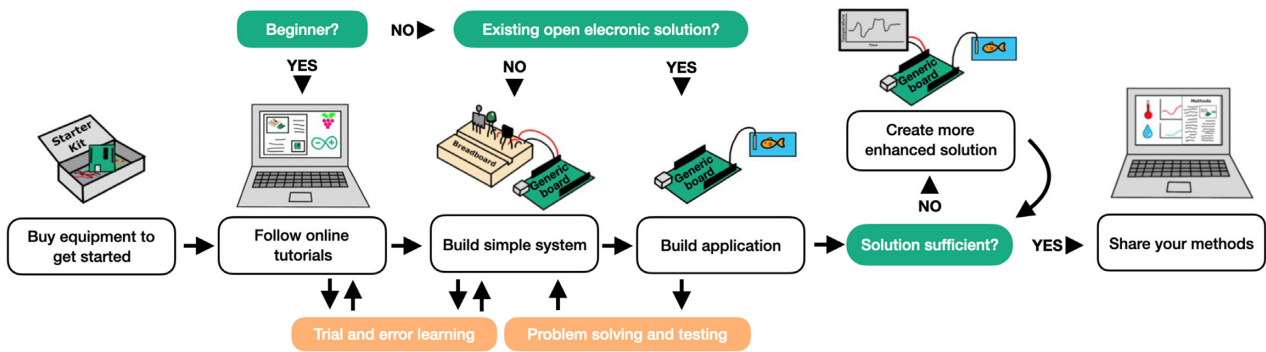 Beginner?
NO
Existing open elecronic solution?
YES
NO
YES
Starter
Kit
Breadboard
Generic
board
Generic
board
Temperature
Time
Generic
board
Methods
Create more
enhanced solution
NO
Buy equipment to
get started
Follow online
tutorials
Build simple system
Build application
Solution sufficient?
YES
Share your methods
Trial and error learning
Problem solving and testing